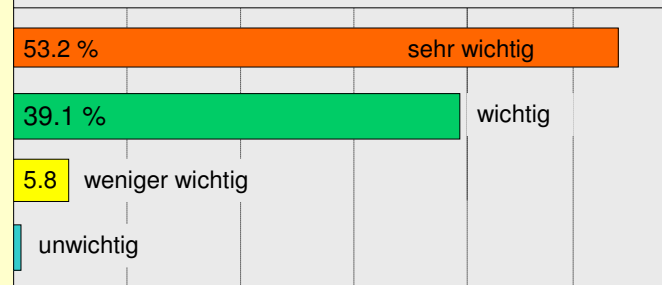 53.2 % sehr wichtig
39.1 % wichtig
5.8 weniger wichtig
unwichtig